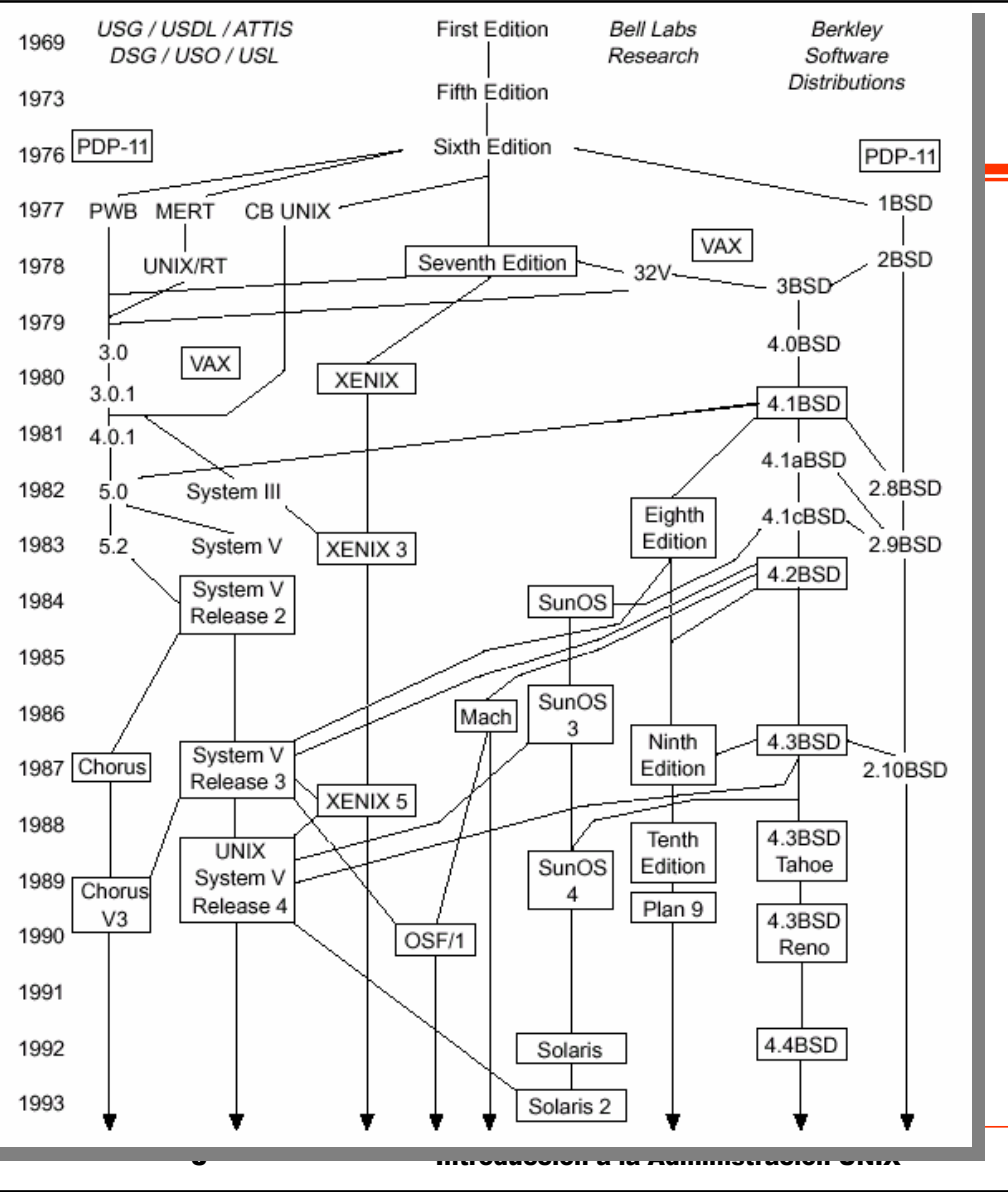 USG / USDL / ATTIS
DSG / USO / USL
First Edition
Bell Labs
Research
Berkley
Software
Distributions
1969
1973
Fifth Edition
1976
PDP-11
Sixth Edition
PDP-11
1977
PWB
MERT
CB UNIX
1BSD
1978
UNIX/RT
Seventh Edition
32V
VAX
3BSD
2BSD
1979
3.0
VAX
4.0BSD
1980
3.0.1
XENIX
4.1BSD
1981
4.0.1
4.1aBSD
1982
5.0
System III
2.8BSD
Eighth
Edition
4.1cBSD
1983
5.2
System V
XENIX 3
2.9BSD
4.2BSD
1984
System V
Release 2
SunOS
1985
1986
Mach
SunOS
3
1987
Chorus
System V
Release 3
Ninth
Edition
4.3BSD
2.10BSD
XENIX 5
1988
UNIX
System V
Release 4
Tenth
Edition
4.3BSD
Tahoe
1989
Chorus
V3
SunOS
4
Plan 9
1990
OSF/1
4.3BSD
Reno
1991
1992
Solaris
4.4BSD
1993
Solaris 2
Introducción a la Administración UNIX